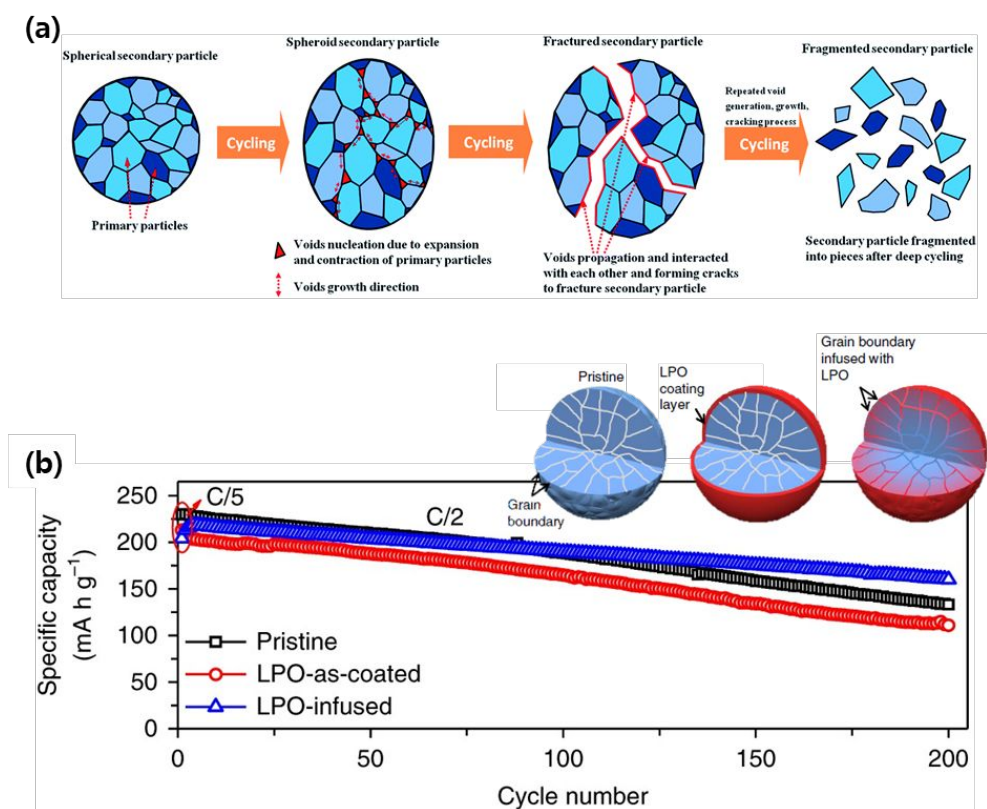 (a)
Spherical secondary particle
Spheroid secondary particle
Fractured secondary particle
Fragmented secondary particle
Cycling
Cycling
Repeated void
generation, growth,
cracking process
Cycling
Primary particles
Voids nucleation due to expansion
and contraction of primary particles
Voids growth direction
Voids propagation and interacted
with each other and forming cracks
to fracture secondary particle
Secondary particle fragmented
into pieces after deep cycling
Pristine
LPO
coating
layer
Grain boundary
infused with
LPO
Grain
boundary
(b)
C/5
C/2
Specific capacity
(mA h g⁻¹)
250
200
150
100
50
0
Pristine
LPO-as-coated
LPO-infused
0
50
100
150
200
Cycle number